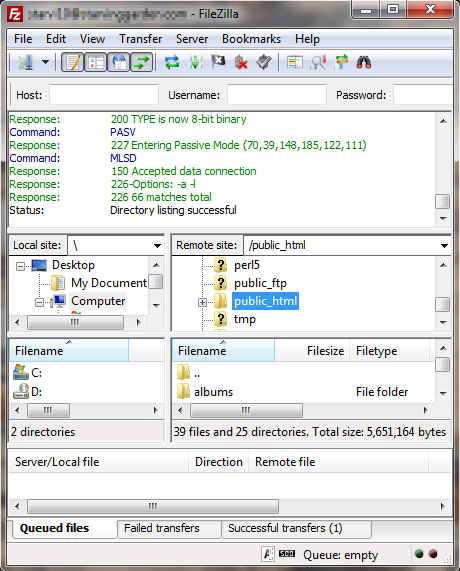 - FileZilla
File Edit View Transfer Server Bookmarks Help
Host: Username: Password:
Response: 200 TYPE is now 8-bit binary
Command: PASV
Response: 227 Entering Passive Mode (70,39,148,185,122,111)
Command: MLSD
Response: 150 Accepted data connection
Response: 226-Options: -a -l
Response: 226 66 matches total
Status: Directory listing successful
Local site: \ Remote site: /public_html
Desktop
My Document
Computer
perl5
public_ftp
public_html
tmp
Filename
C:
D:
2 directories
Filename Filesize Filetype
..
albums File folder
39 files and 25 directories. Total size: 5,651,164 bytes
Server/Local file Direction Remote file
Queued files Failed transfers Successful transfers (1)
Queue: empty